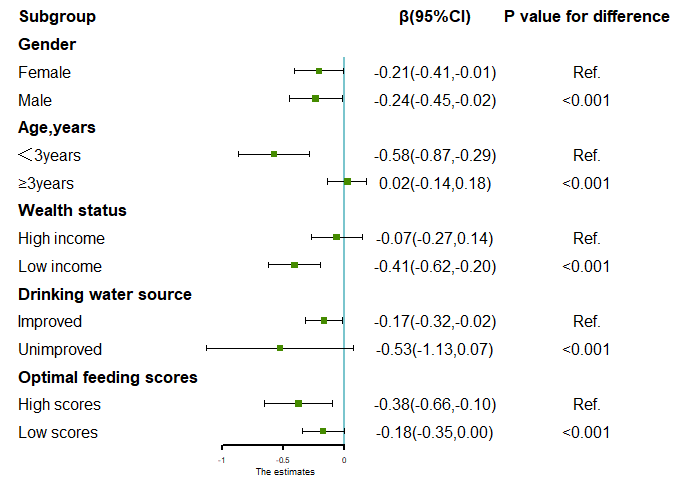 Subgroup β(95%CI) P value for difference
Gender
Female -0.21(-0.41,-0.01) Ref.
Male -0.24(-0.45,-0.02) <0.001
Age,years
＜3years -0.58(-0.87,-0.29) Ref.
≥3years 0.02(-0.14,0.18) <0.001
Wealth status
High income -0.07(-0.27,0.14) Ref.
Low income -0.41(-0.62,-0.20) <0.001
Drinking water source
Improved -0.17(-0.32,-0.02) Ref.
Unimproved -0.53(-1.13,0.07) <0.001
Optimal feeding scores
High scores -0.38(-0.66,-0.10) Ref.
Low scores -0.18(-0.35,0.00) <0.001
-1 -0.5 0
The estimates